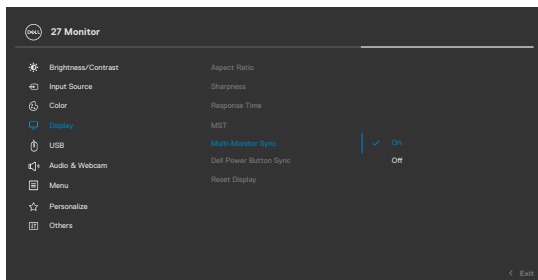 DELL 27 Monitor
Brightness/Contrast
Input Source
Color
Display
USB
Audio & Webcam
Menu
Personalize
Others
Aspect Ratio
Sharpness
Response Time
MST
Multi-Monitor Sync
Dell Power Button Sync
Reset Display
On
Off
Exit